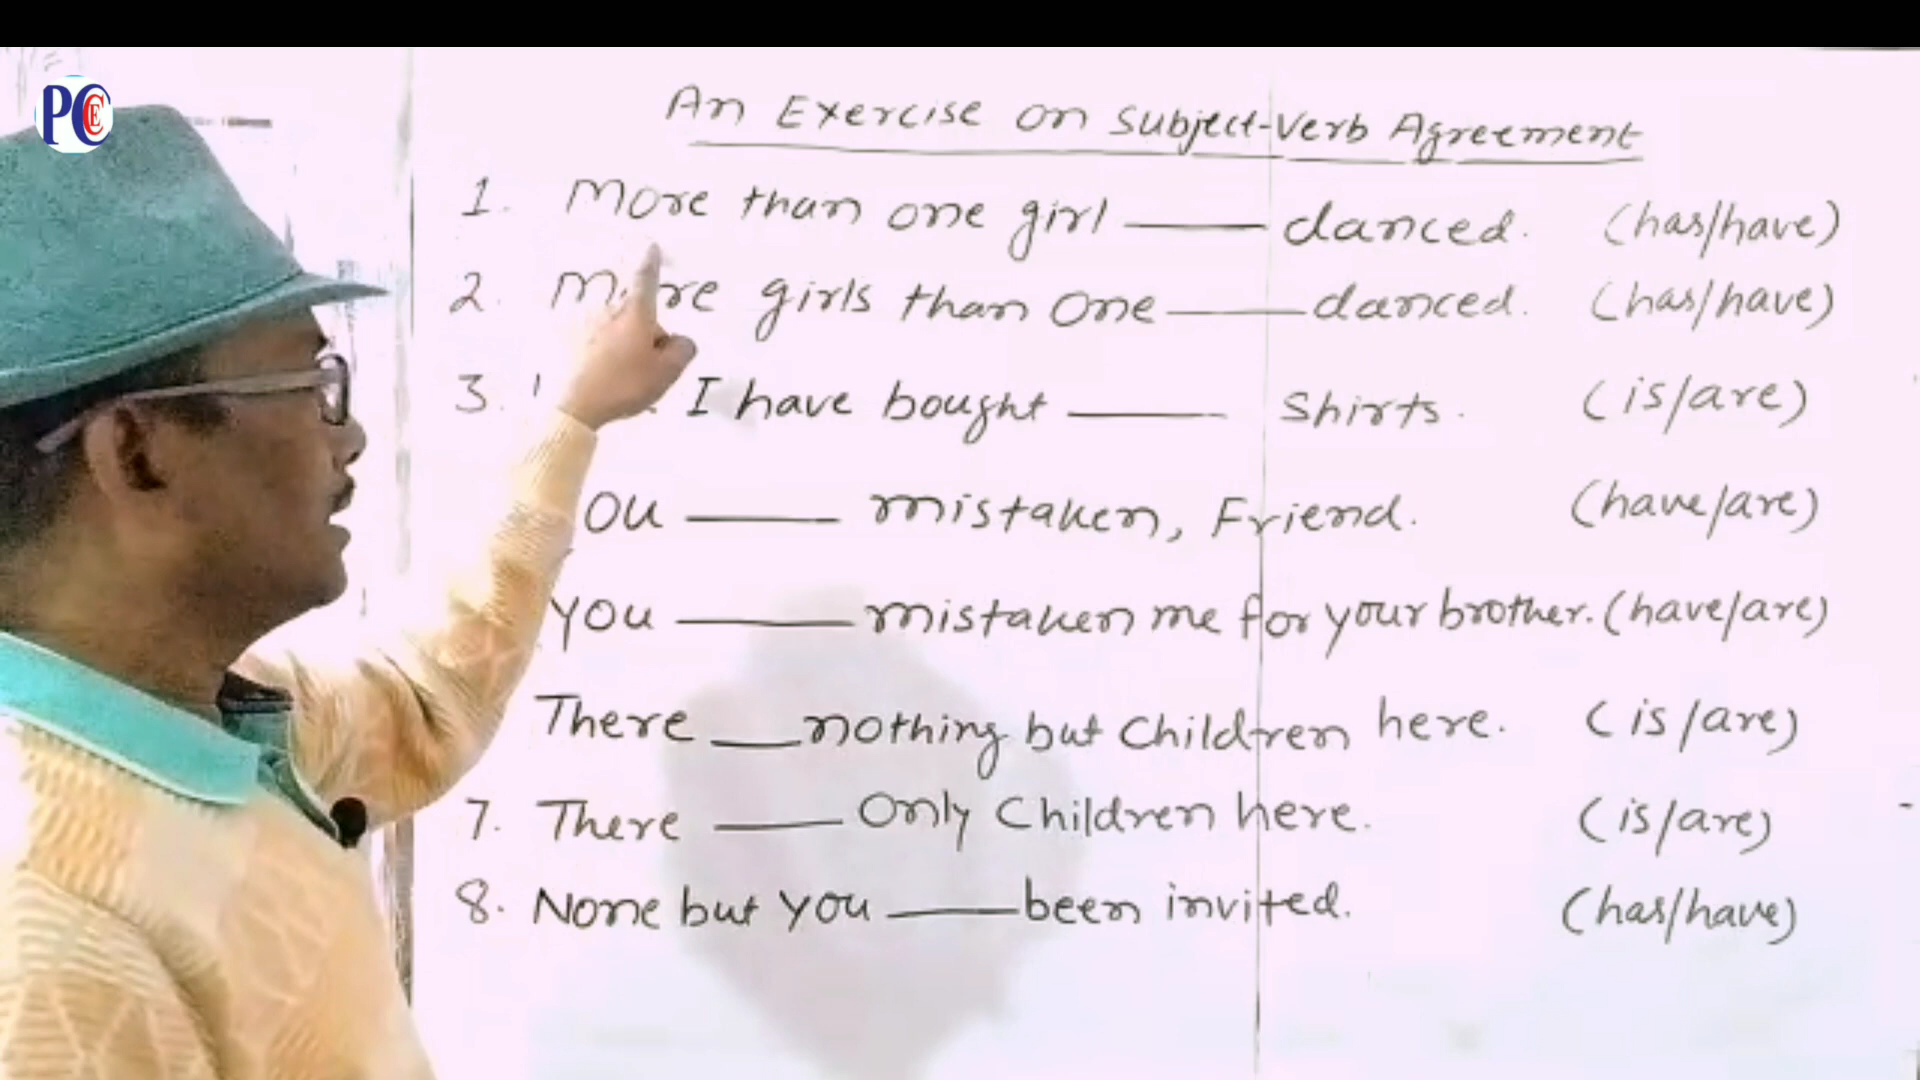 PCCE
An Exercise on Subject-Verb Agreement
1. More than one girl ____ danced. (has/have)
2. More girls than one ____ danced. (has/have)
3. I have bought ____ shirts. (is/are)
ou ____ mistaken, Friend. (have/are)
you ____ mistaken me for your brother. (have/are)
There __ nothing but Children here. (is/are)
7. There ____ only Children here. (is/are)
8. None but you ____ been invited. (has/have)